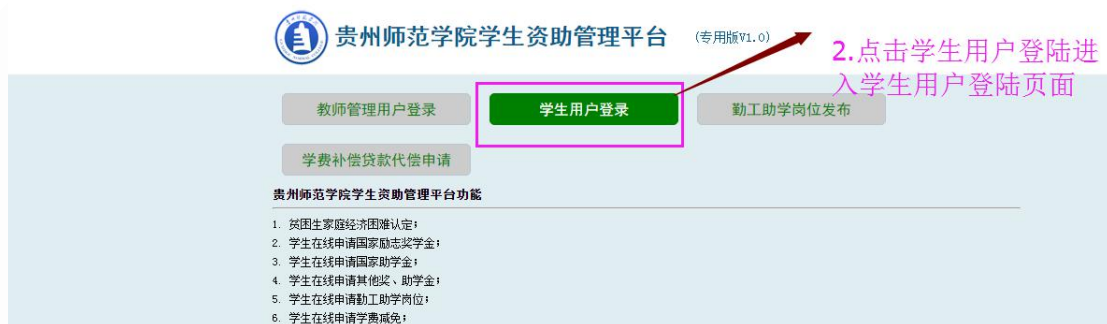 贵州师范学院学生资助管理平台 (专用版V1.0)
2.点击学生用户登陆进
入学生用户登陆页面
教师管理用户登录 学生用户登录 勤工助学岗位发布
学费补偿贷款代偿申请
贵州师范学院学生资助管理平台功能
1. 贫困生家庭经济困难认定;
2. 学生在线申请国家励志奖学金;
3. 学生在线申请国家助学金;
4. 学生在线申请其他奖、助学金;
5. 学生在线申请勤工助学岗位;
6. 学生在线申请学费减免;